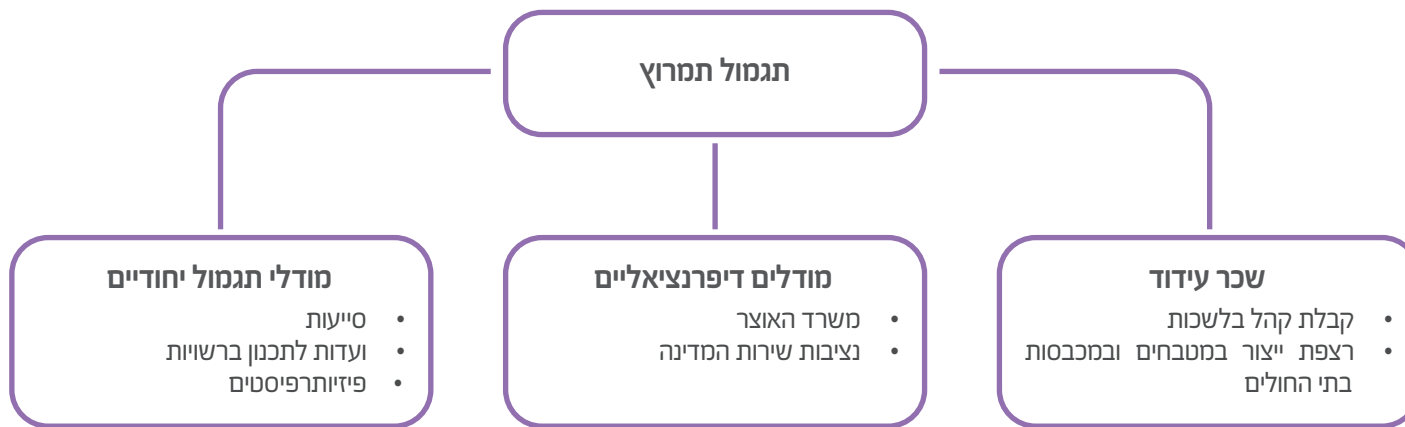 תגמול תמרוץ
שכר עידוד
• קבלת קהל בלשכות
• רצפת ייצור במטבחים ובמכבסות
בתי החולים
מודלים דיפרנציאליים
• משרד האוצר
• נציבות שירות המדינה
מודלי תגמול יחודיים
• סייעות
• ועדות לתכנון ברשויות
• פיזיותרפיסטים